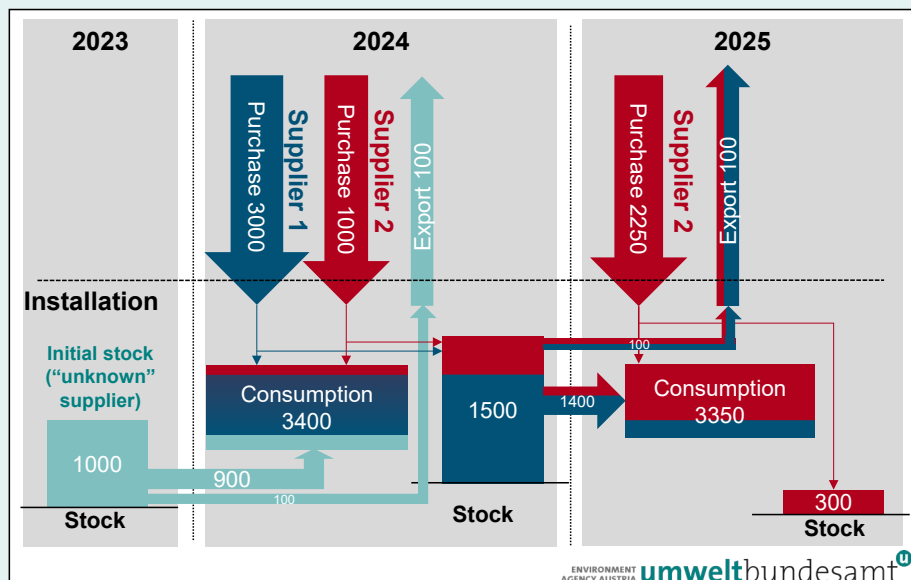 2023
2024
2025
Purchase 3000
Supplier 1
Purchase 1000
Supplier 2
Export 100
Purchase 2250
Supplier 2
Export 100
Installation
Initial stock
(“unknown”
supplier)
1000
Stock
900
100
Consumption
3400
1500
Stock
100
1400
Consumption
3350
300
Stock
ENVIRONMENT
AGENCY AUSTRIA
umweltbundesamt
u